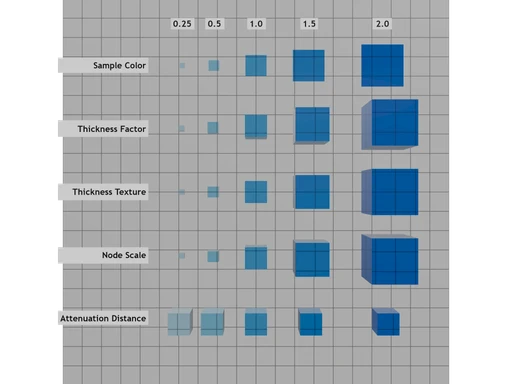 0.25 0.5 1.0 1.5 2.0
Sample Color
Thickness Factor
Thickness Texture
Node Scale
Attenuation Distance